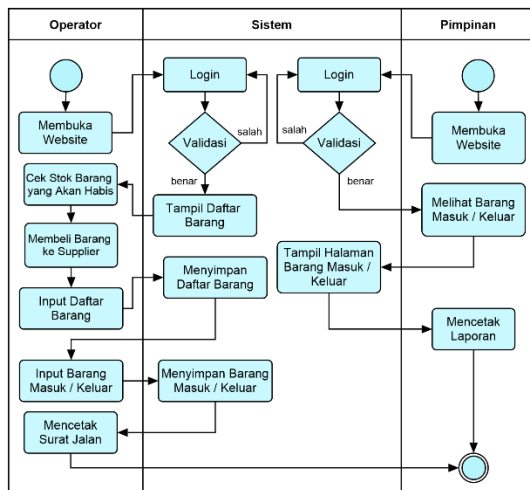 Operator
Sistem
Pimpinan
Login
Login
Membuka
Website
Validasi
salah
salah
Validasi
Membuka
Website
benar
benar
Cek Stok Barang
yang Akan Habis
Tampil Daftar
Barang
Melihat Barang
Masuk / Keluar
Membeli Barang
ke Supplier
Menyimpan
Daftar Barang
Tampil Halaman
Barang Masuk /
Keluar
Input Daftar
Barang
Mencetak
Laporan
Input Barang
Masuk / Keluar
Menyimpan Barang
Masuk / Keluar
Mencetak
Surat Jalan